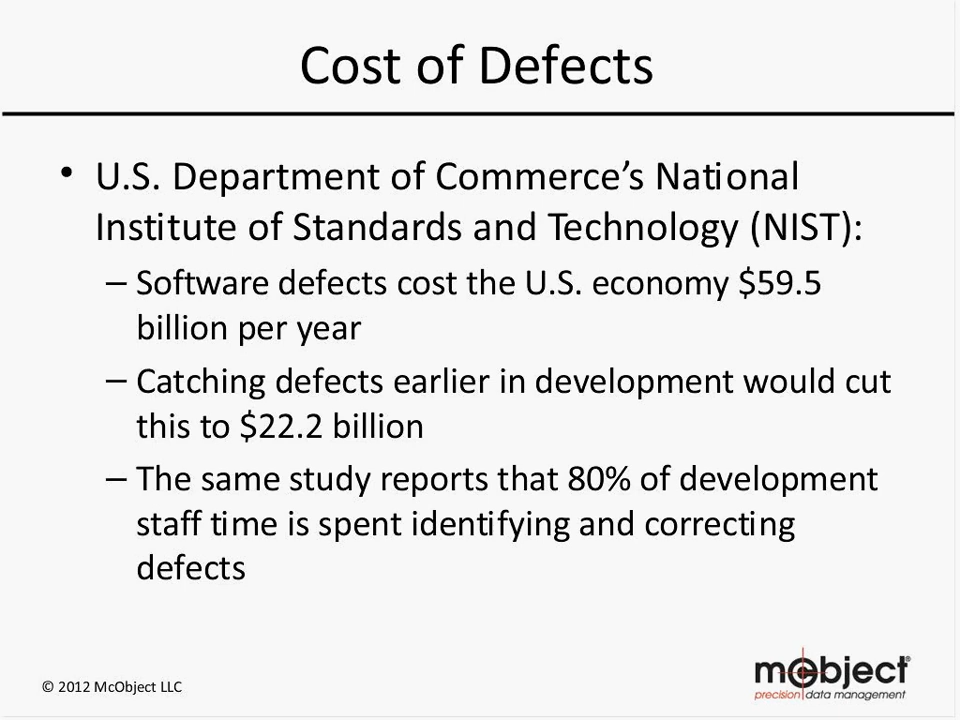 Cost of Defects
• U.S. Department of Commerce’s National
Institute of Standards and Technology (NIST):
– Software defects cost the U.S. economy $59.5
billion per year
– Catching defects earlier in development would cut
this to $22.2 billion
– The same study reports that 80% of development
staff time is spent identifying and correcting
defects
© 2012 McObject LLC
mcobject®
precision data management